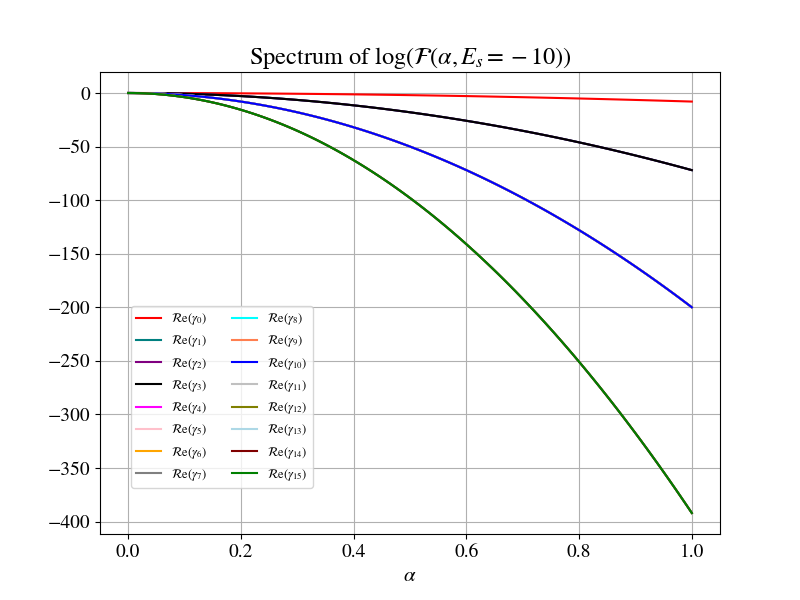 Spectrum of log(ℱ(α, Eₛ = −10))
0
−50
−100
−150
−200
−250
−300
−350
−400
ℛe(γ₀) ℛe(γ₈)
ℛe(γ₁) ℛe(γ₉)
ℛe(γ₂) ℛe(γ₁₀)
ℛe(γ₃) ℛe(γ₁₁)
ℛe(γ₄) ℛe(γ₁₂)
ℛe(γ₅) ℛe(γ₁₃)
ℛe(γ₆) ℛe(γ₁₄)
ℛe(γ₇) ℛe(γ₁₅)
0.0 0.2 0.4 0.6 0.8 1.0
α